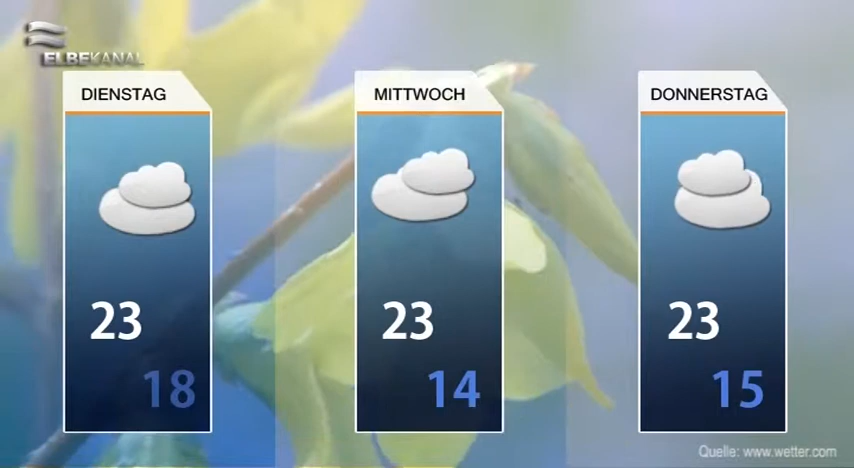 ELBEKANAL
DIENSTAG
MITTWOCH
DONNERSTAG
23
23
23
18
14
15
Quelle: www.wetter.com